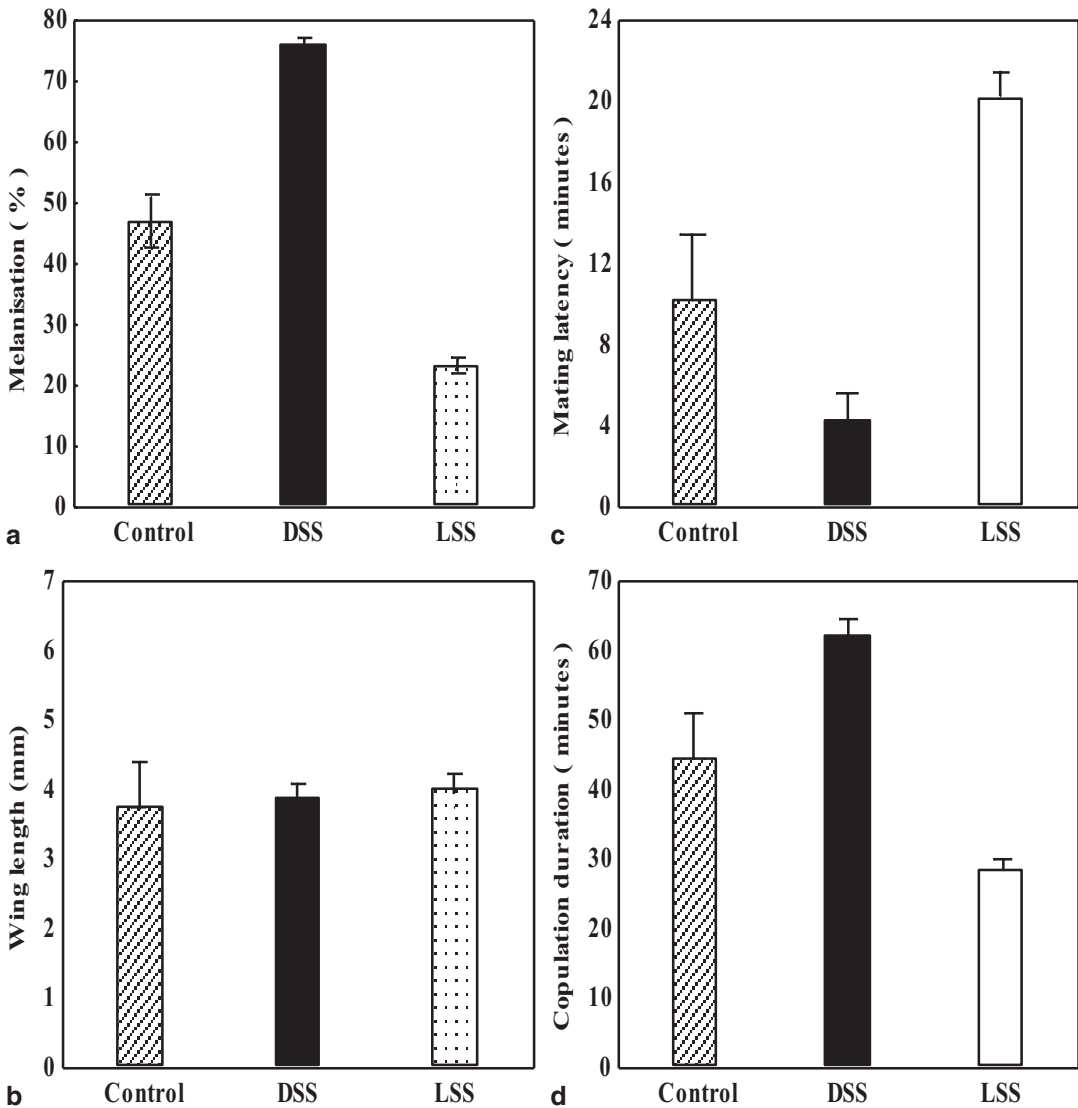 Melanisation ( % )
80
70
60
50
40
30
20
10
0
Control DSS LSS
a
Mating latency ( minutes )
24
20
16
12
8
4
0
Control DSS LSS
c
Wing length (mm)
7
6
5
4
3
2
1
0
Control DSS LSS
b
Copulation duration ( minutes )
70
60
50
40
30
20
10
0
Control DSS LSS
d